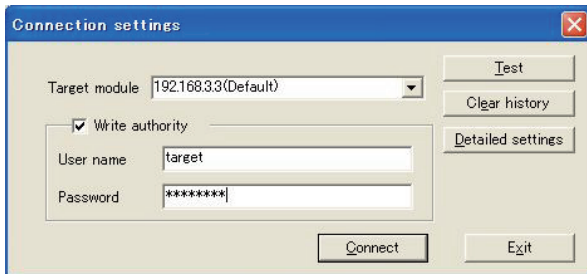 Connection settings
Test
Target module 192.168.3.3(Default)
Clear history
Write authority
Detailed settings
User name target
Password ********
Connect
Exit